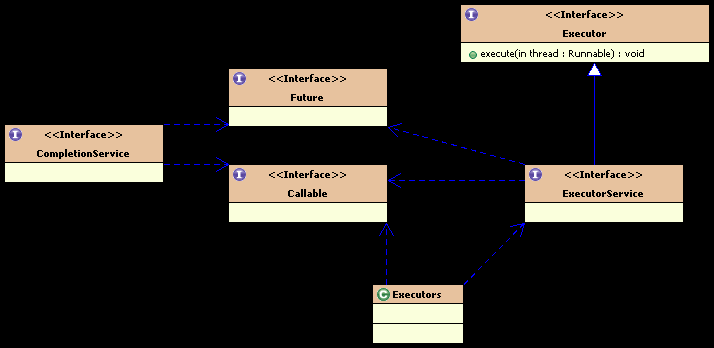 <<Interface>>
Executor
execute(in thread : Runnable) : void
<<Interface>>
Future
<<Interface>>
CompletionService
<<Interface>>
Callable
<<Interface>>
ExecutorService
Executors